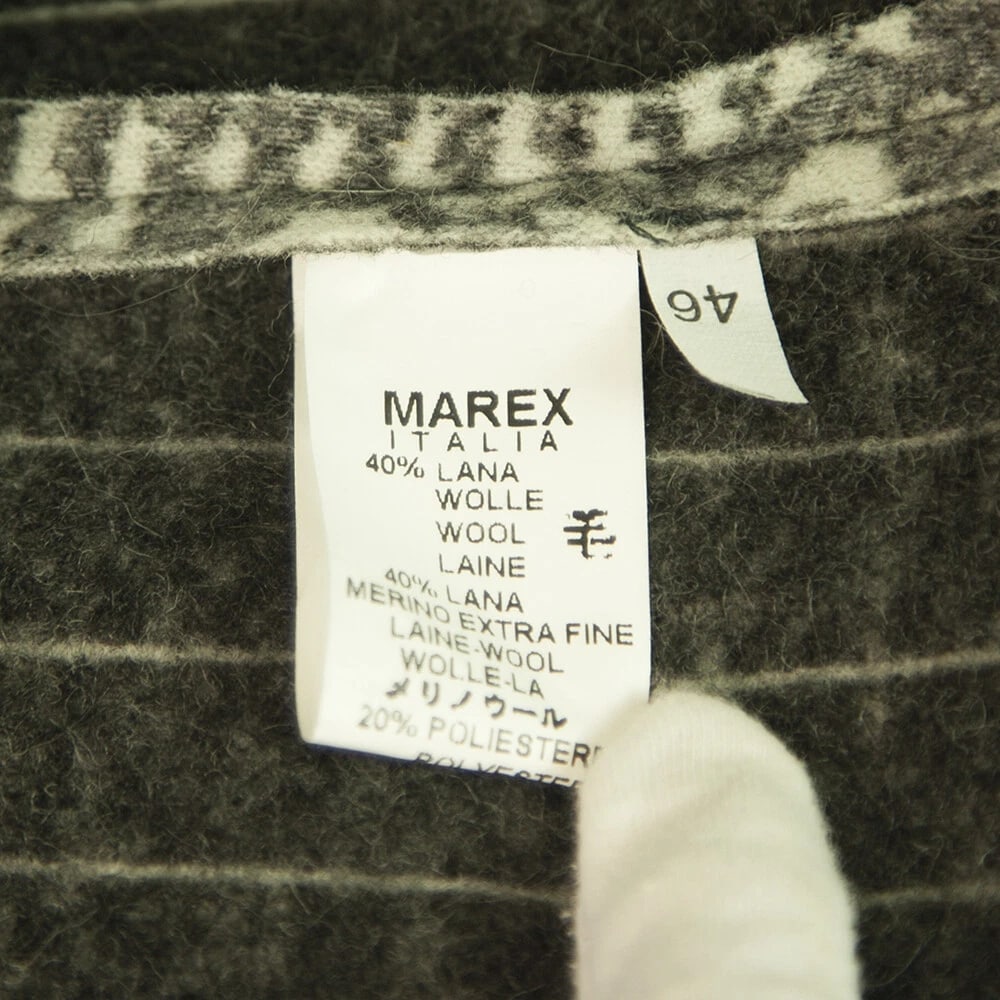 MAREX
ITALIA
40% LANA
WOLLE
WOOL 毛
LAINE
40% LANA
MERINO EXTRA FINE
LAINE-WOOL
WOLLE-LA
メリノウール
20% POLIESTER
46